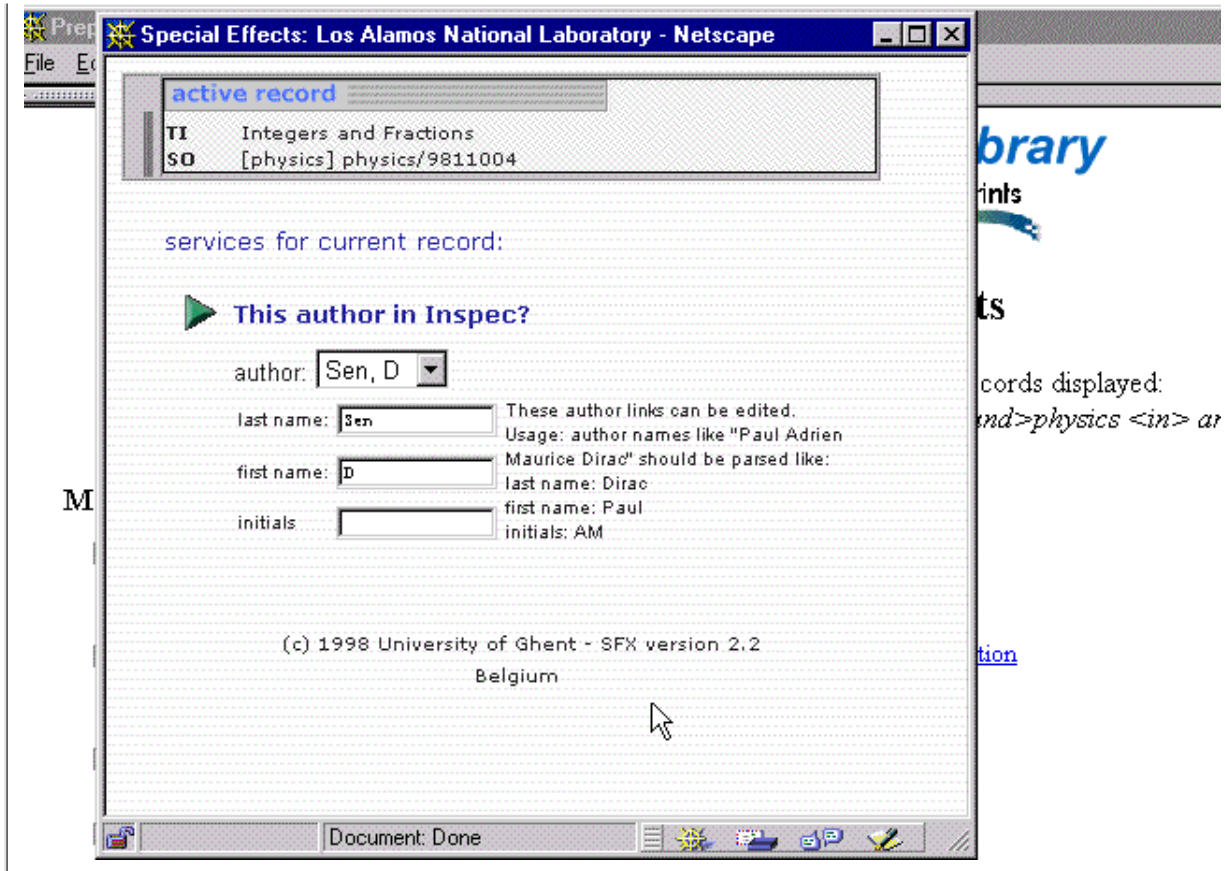 Prep
Special Effects: Los Alamos National Laboratory - Netscape
File
active record
TI Integers and Fractions
SO [physics] physics/9811004
brary
ints
services for current record:
ts
This author in Inspec?
author: Sen, D
cords displayed:
last name: Sen
These author links can be edited.
Usage: author names like "Paul Adrien
Maurice Dirac" should be parsed like:
last name: Dirac
first name: Paul
initials: AM
and>physics <in> ar
first name: D
M
initials
(c) 1998 University of Ghent - SFX version 2.2
Belgium
tion
Document: Done